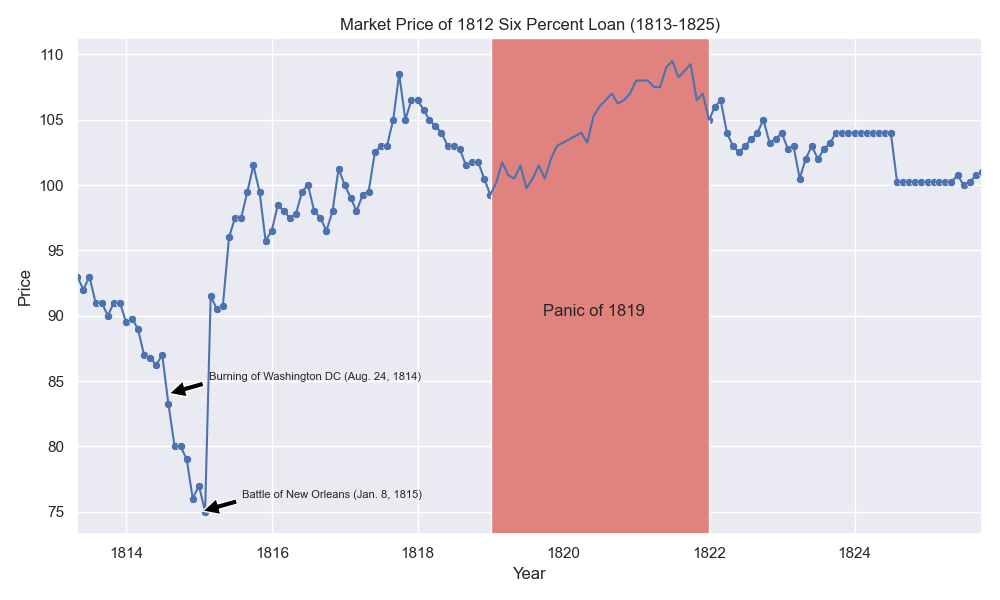 Market Price of 1812 Six Percent Loan (1813-1825)
110
105
100
95
90
85
80
75
Price
Panic of 1819
Burning of Washington DC (Aug. 24, 1814)
Battle of New Orleans (Jan. 8, 1815)
1814 1816 1818 1820 1822 1824
Year